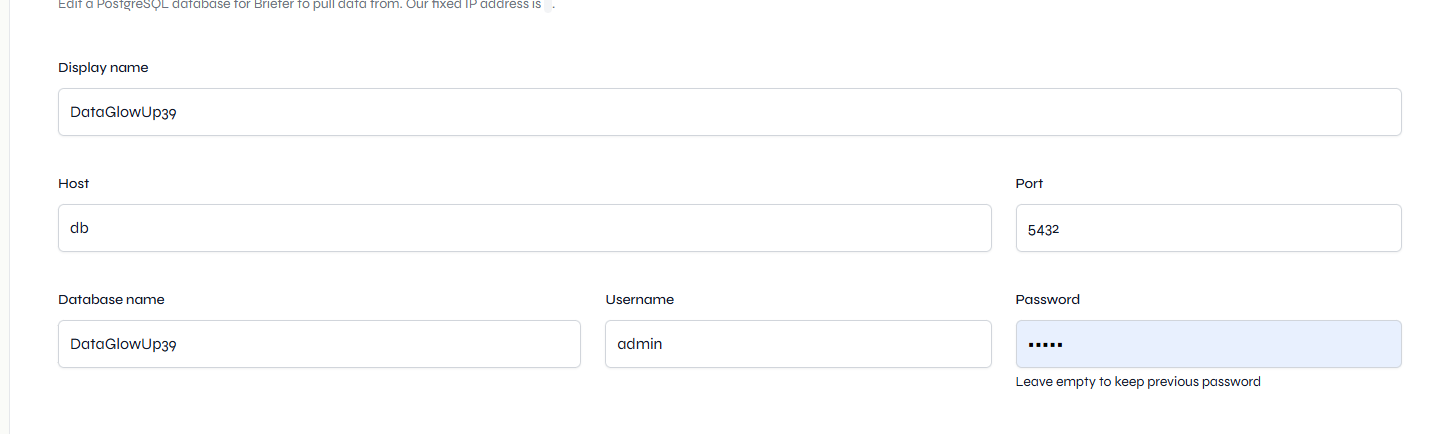 Edit a PostgreSQL database for Briefer to pull data from. Our fixed IP address is .
Display name
DataGlowUp39
Host
Port
db
5432
Database name
Username
Password
DataGlowUp39
admin
•••••
Leave empty to keep previous password